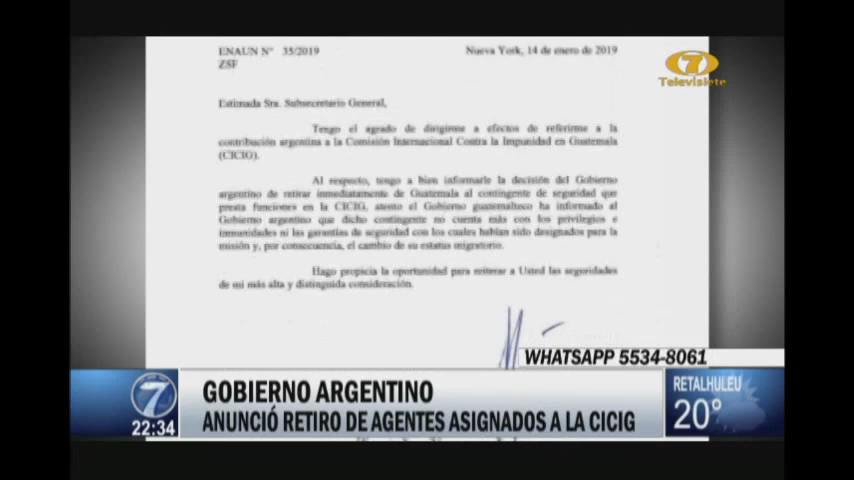 ENAUN Nº 35/2019 Nueva York, 14 de enero de 2019
ZSF
7
Televisiete
Estimada Sra. Subsecretario General,
Tengo el agrado de dirigirme a efectos de referirme a la
contribución argentina a la Comisión Internacional Contra la Impunidad en Guatemala
(CICIG).
Al respecto, tengo a bien informarle la decisión del Gobierno
argentino de retirar inmediatamente de Guatemala al contingente de seguridad que
presta funciones en la CICIG, atento el Gobierno guatemalteco ha informado al
Gobierno argentino que dicho contingente no cuenta más con los privilegios e
inmunidades ni las garantías de seguridad con los cuales habían sido designados para la
misión y, por consecuencia, el cambio de su estatus migratorio.
Hago propicia la oportunidad para reiterar a Usted las seguridades
de mi más alta y distinguida consideración.
WHATSAPP 5534-8061
7
22:34
GOBIERNO ARGENTINO
ANUNCIÓ RETIRO DE AGENTES ASIGNADOS A LA CICIG
RETALHULEU
20°